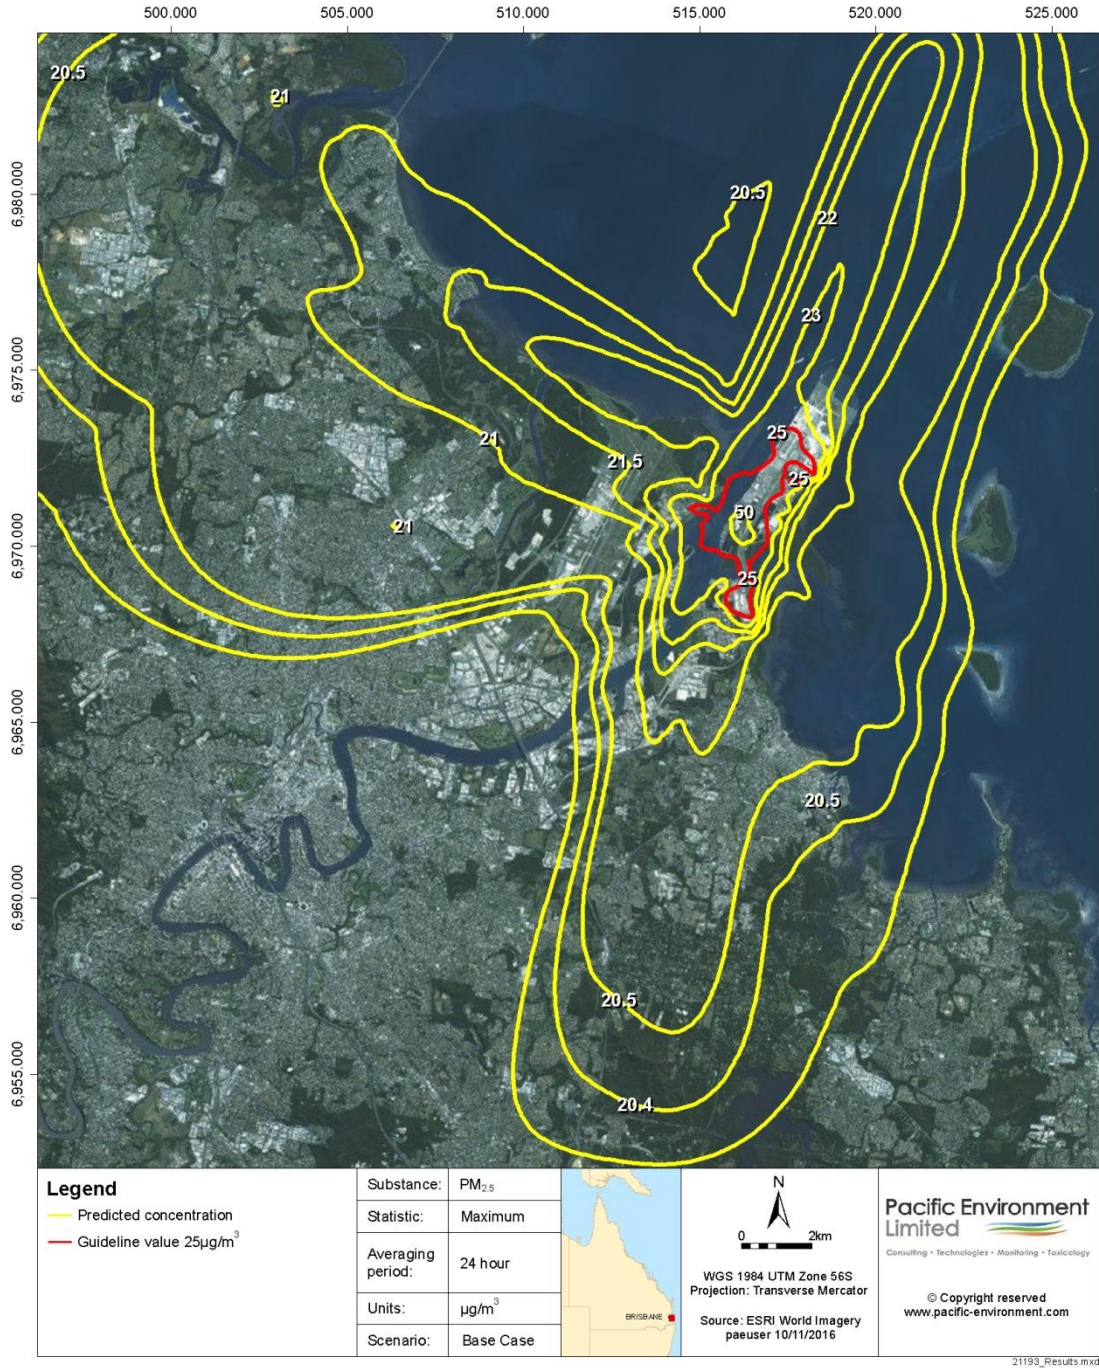 500.000 505.000 510.000 515.000 520.000 525.000
20.5
21
6,980.000
20.5
22
23
6,975.000
21
25
21.5
25
21
50
6,970.000
25
6,965.000
20.5
6,960.000
20.5
6,955.000
20.4
Legend
Predicted concentration
Guideline value 25µg/m³
Substance: PM₂.₅
Statistic: Maximum
Averaging period: 24 hour
Units: µg/m³
Scenario: Base Case
BRISBANE
N
0 2km
WGS 1984 UTM Zone 56S
Projection: Transverse Mercator
Source: ESRI World Imagery
paeuser 10/11/2016
Pacific Environment
Limited
Consulting • Technologies • Monitoring • Toxicology
© Copyright reserved
www.pacific-environment.com
21193_Results.mxd